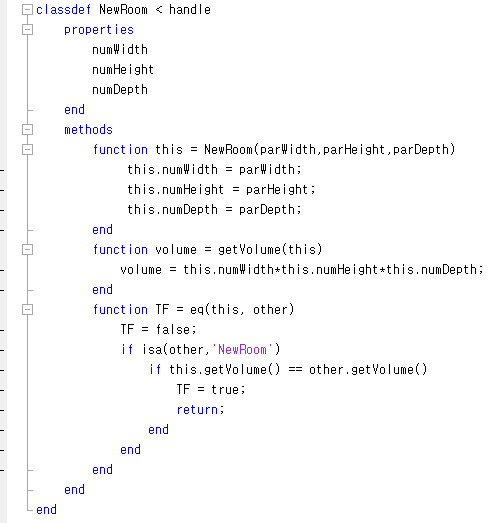 classdef NewRoom < handle
    properties
        numWidth
        numHeight
        numDepth
    end
    methods
        function this = NewRoom(parWidth,parHeight,parDepth)
             this.numWidth = parWidth;
             this.numHeight = parHeight;
             this.numDepth = parDepth;
        end
        function volume = getVolume(this)
            volume = this.numWidth*this.numHeight*this.numDepth;
        end
        function TF = eq(this, other)
            TF = false;
            if isa(other,'NewRoom')
                if this.getVolume() == other.getVolume()
                    TF = true;
                    return;
                end
            end
        end
    end
end